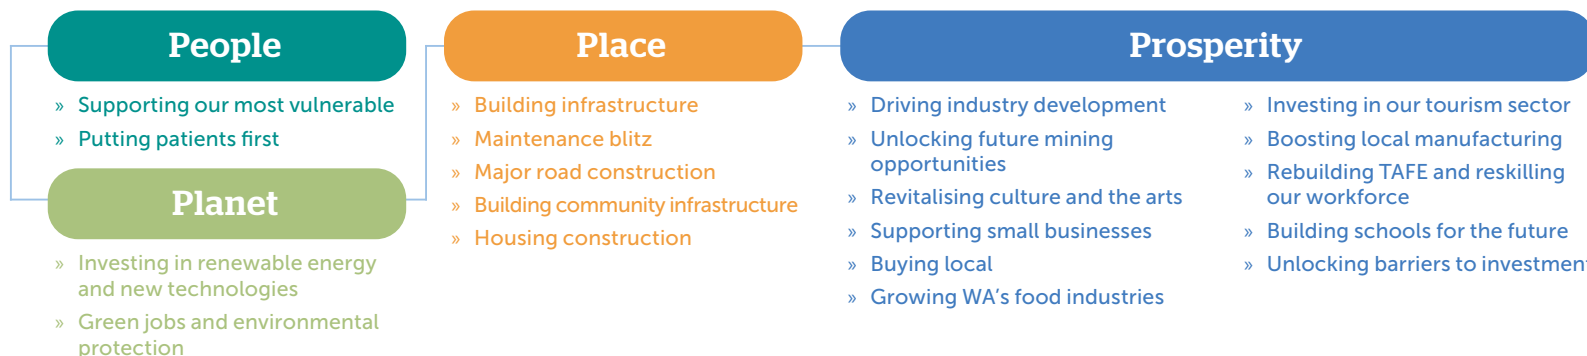 People
» Supporting our most vulnerable
» Putting patients first
Planet
» Investing in renewable energy
and new technologies
» Green jobs and environmental
protection
Place
» Building infrastructure
» Maintenance blitz
» Major road construction
» Building community infrastructure
» Housing construction
Prosperity
» Driving industry development
» Unlocking future mining
opportunities
» Revitalising culture and the arts
» Supporting small businesses
» Buying local
» Growing WA's food industries
» Investing in our tourism sector
» Boosting local manufacturing
» Rebuilding TAFE and reskilling
our workforce
» Building schools for the future
» Unlocking barriers to investment